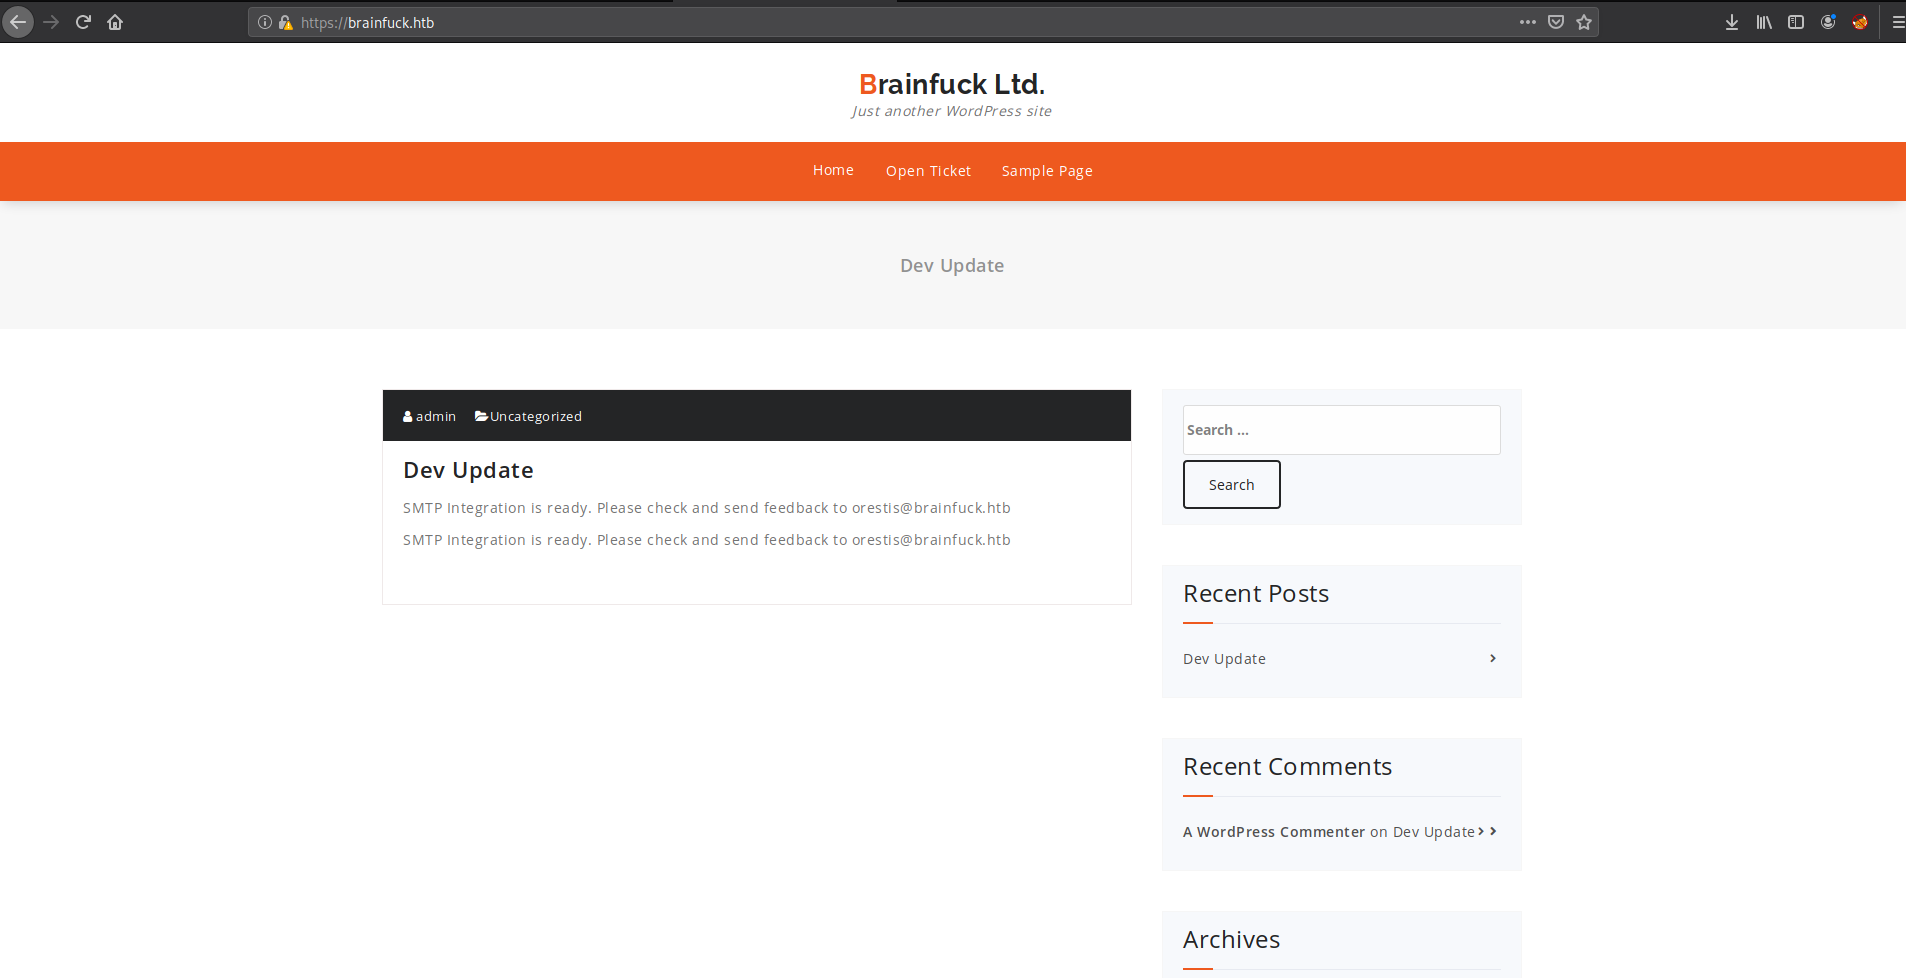 https://brainfuck.htb
Brainfuck Ltd.
Just another WordPress site
Home Open Ticket Sample Page
Dev Update
admin Uncategorized
Dev Update
SMTP Integration is ready. Please check and send feedback to orestis@brainfuck.htb
SMTP Integration is ready. Please check and send feedback to orestis@brainfuck.htb
Search ...
Search
Recent Posts
Dev Update
Recent Comments
A WordPress Commenter on Dev Update
Archives